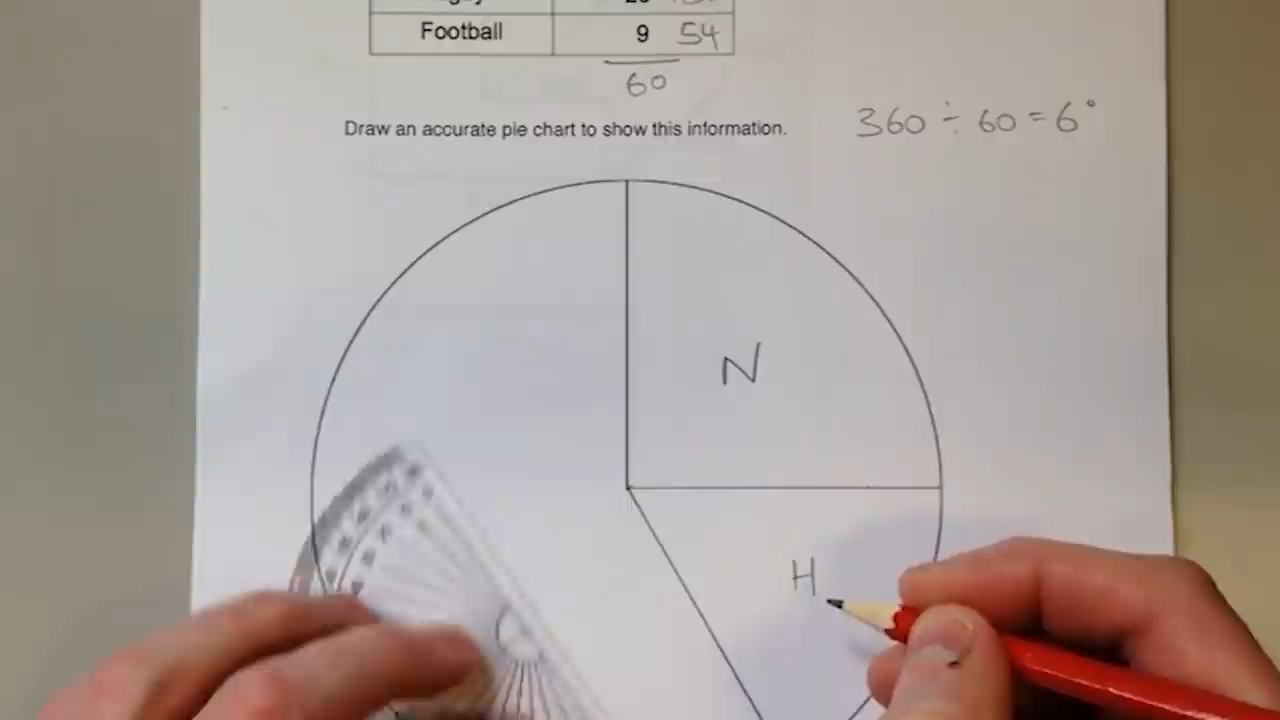 Football 9 54
60
Draw an accurate pie chart to show this information.
360 ÷ 60 = 6°
N
H